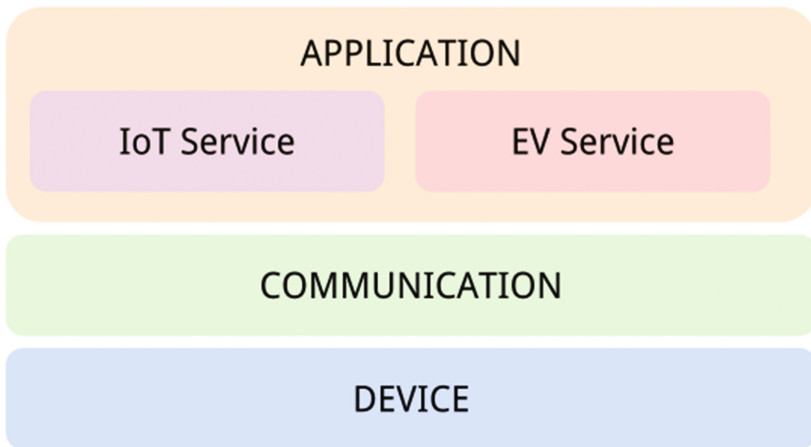 APPLICATION
IoT Service
EV Service
COMMUNICATION
DEVICE